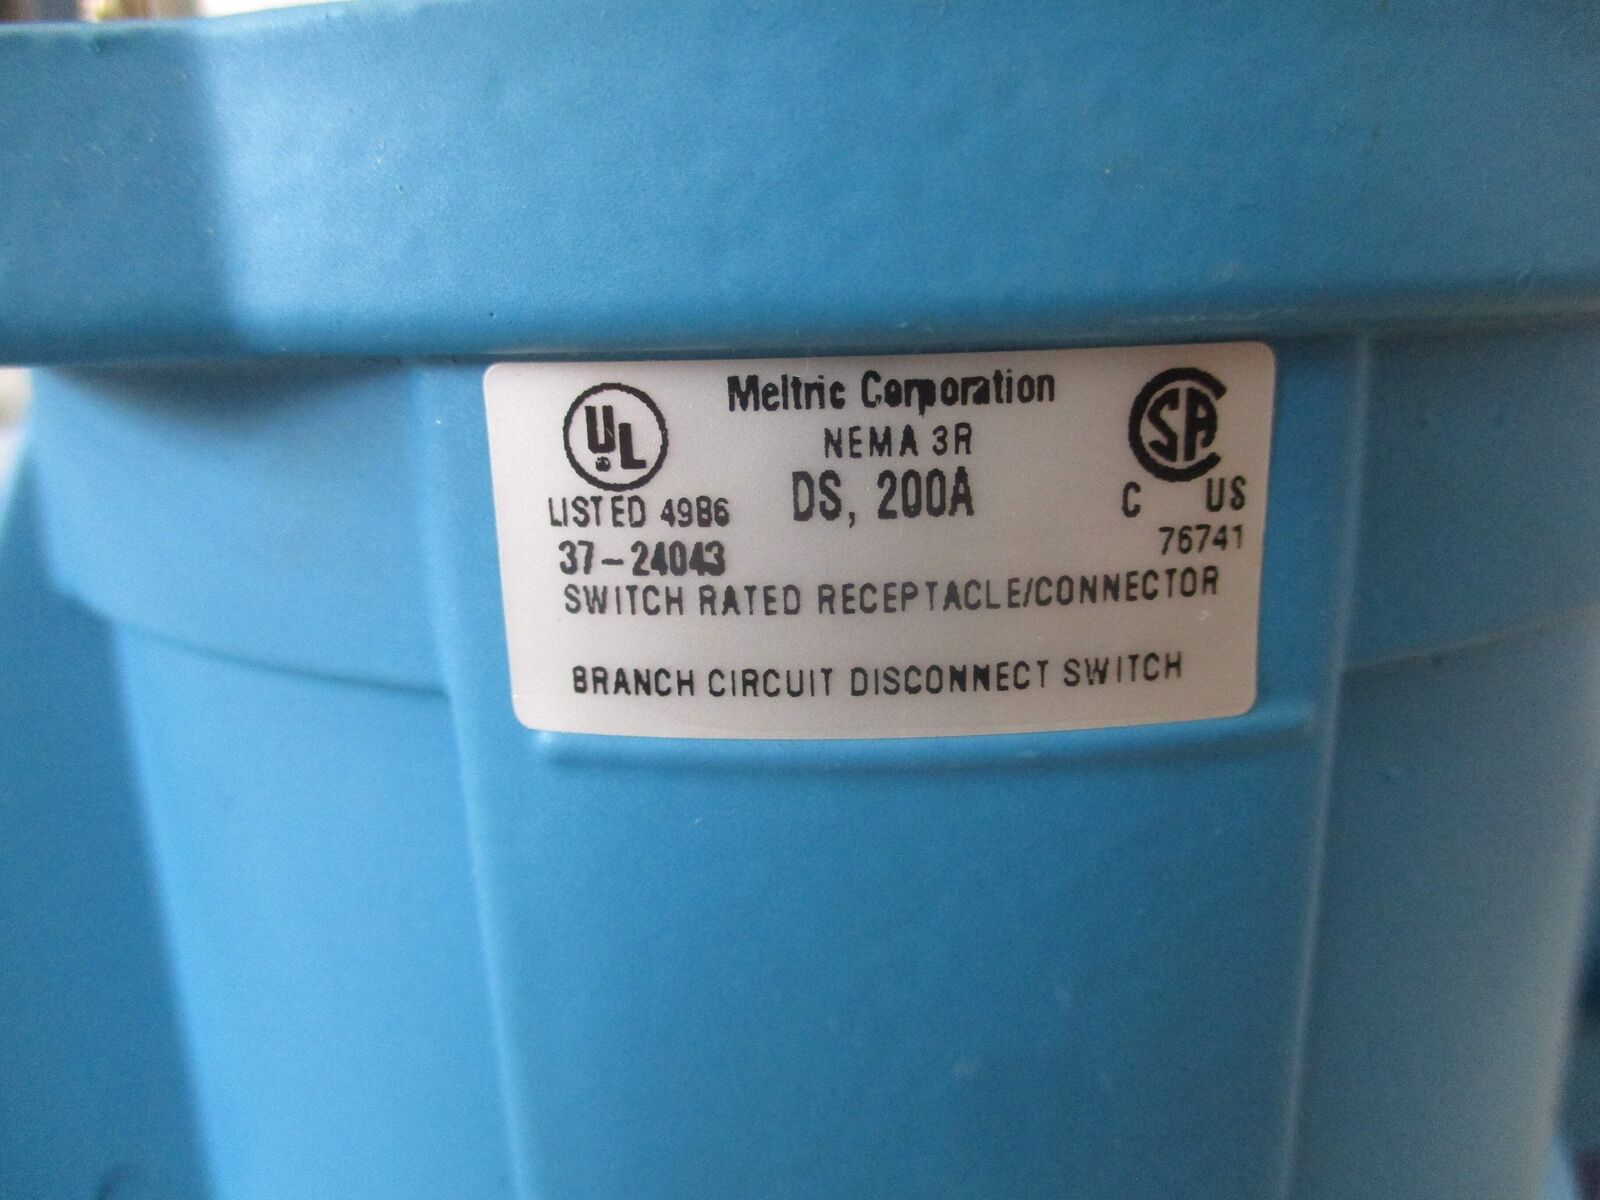 Meltric Corporation
NEMA 3R
DS, 200A
UL
LISTED 49B6
SA
C US
76741
37-24043
SWITCH RATED RECEPTACLE/CONNECTOR
BRANCH CIRCUIT DISCONNECT SWITCH